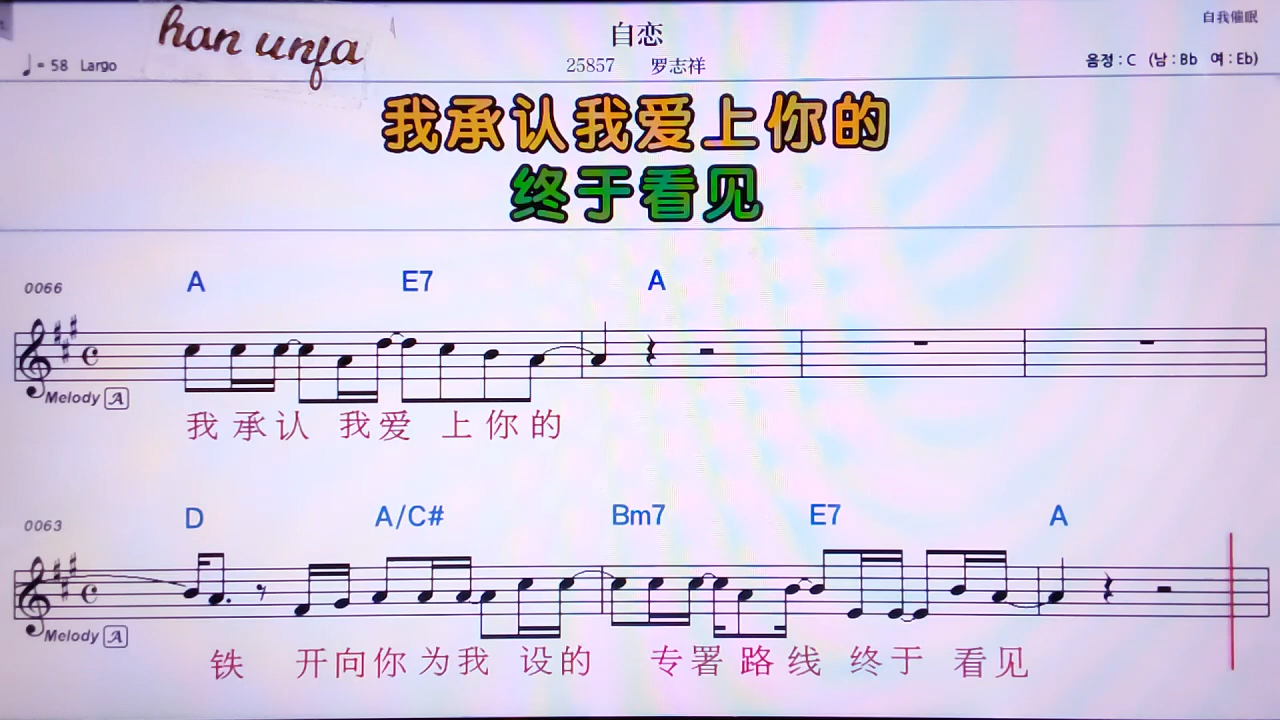 han unfa
自恋
自我催眠
♩= 58 Largo
25857 罗志祥
음정 : C (남 : Bb 여 : Eb)
我承认我爱上你的
终于看见
0066
A E7 A
Melody A
我 承认 我爱 上 你 的
0063
D A/C# Bm7 E7 A
Melody A
铁 开向你 为我 设的 专署 路线 终于 看见